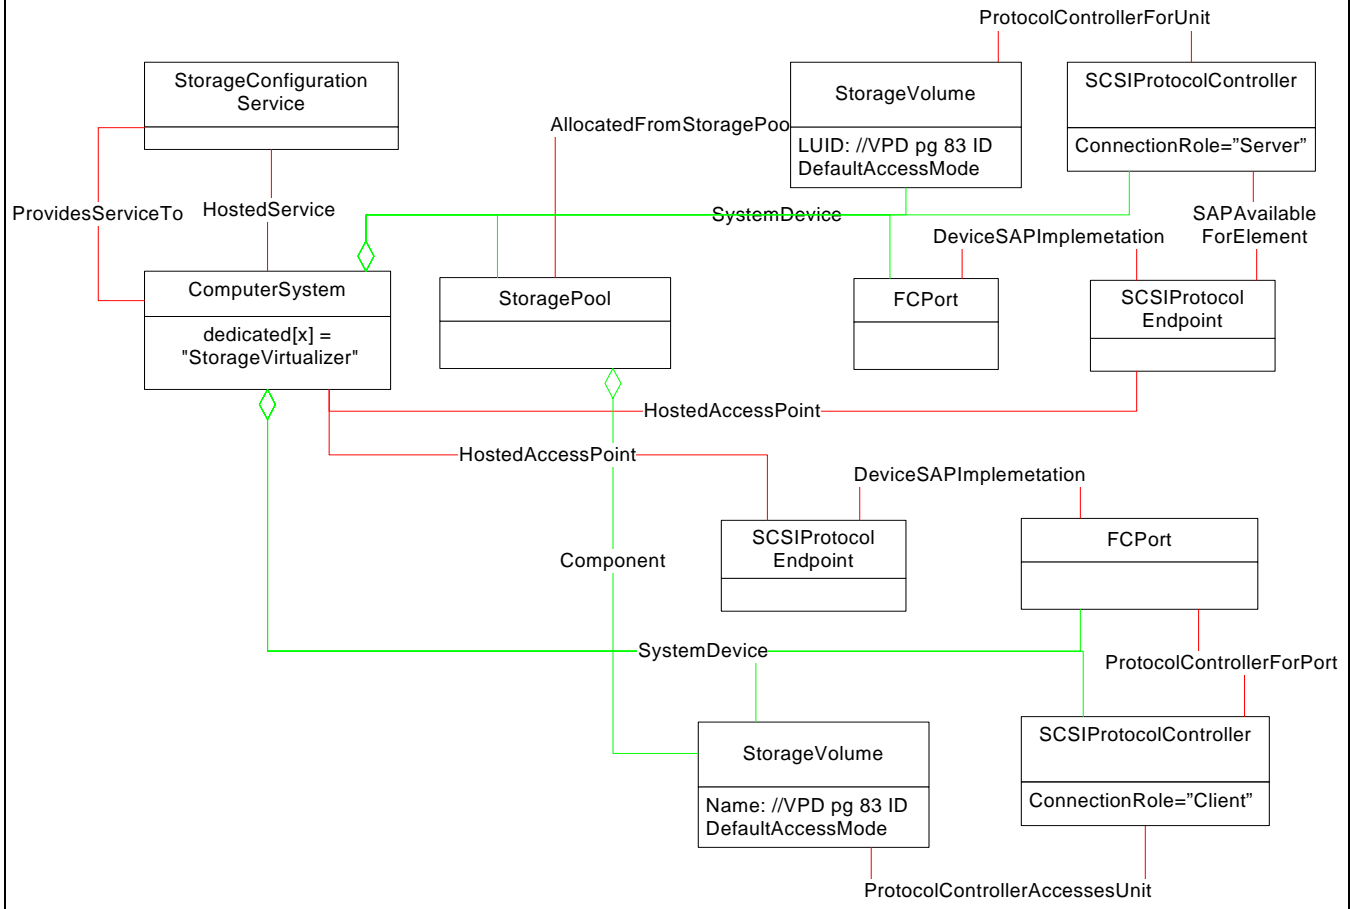 ProtocolControllerForUnit
StorageConfiguration
Service
StorageVolume
LUID: //VPD pg 83 ID
DefaultAccessMode
SCSIProtocolController
ConnectionRole=”Server”
AllocatedFromStoragePoo
ProvidesServiceTo
HostedService
SystemDevice
SAPAvailable
ForElement
DeviceSAPImplemetation
ComputerSystem
dedicated[x] =
"StorageVirtualizer"
StoragePool
FCPort
SCSIProtocol
Endpoint
HostedAccessPoint
HostedAccessPoint
DeviceSAPImplemetation
SCSIProtocol
Endpoint
FCPort
Component
SystemDevice
ProtocolControllerForPort
StorageVolume
Name: //VPD pg 83 ID
DefaultAccessMode
SCSIProtocolController
ConnectionRole=”Client”
ProtocolControllerAccessesUnit